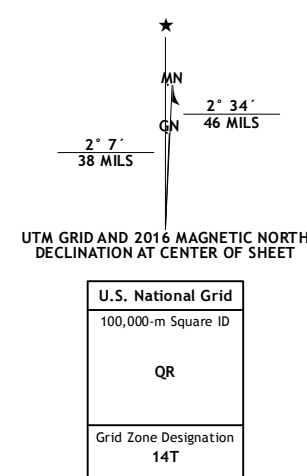 ★
MN
2° 34´
46 MILS
GN
2° 7´
38 MILS
UTM GRID AND 2016 MAGNETIC NORTH
DECLINATION AT CENTER OF SHEET
U.S. National Grid
100,000-m Square ID
QR
Grid Zone Designation
14T